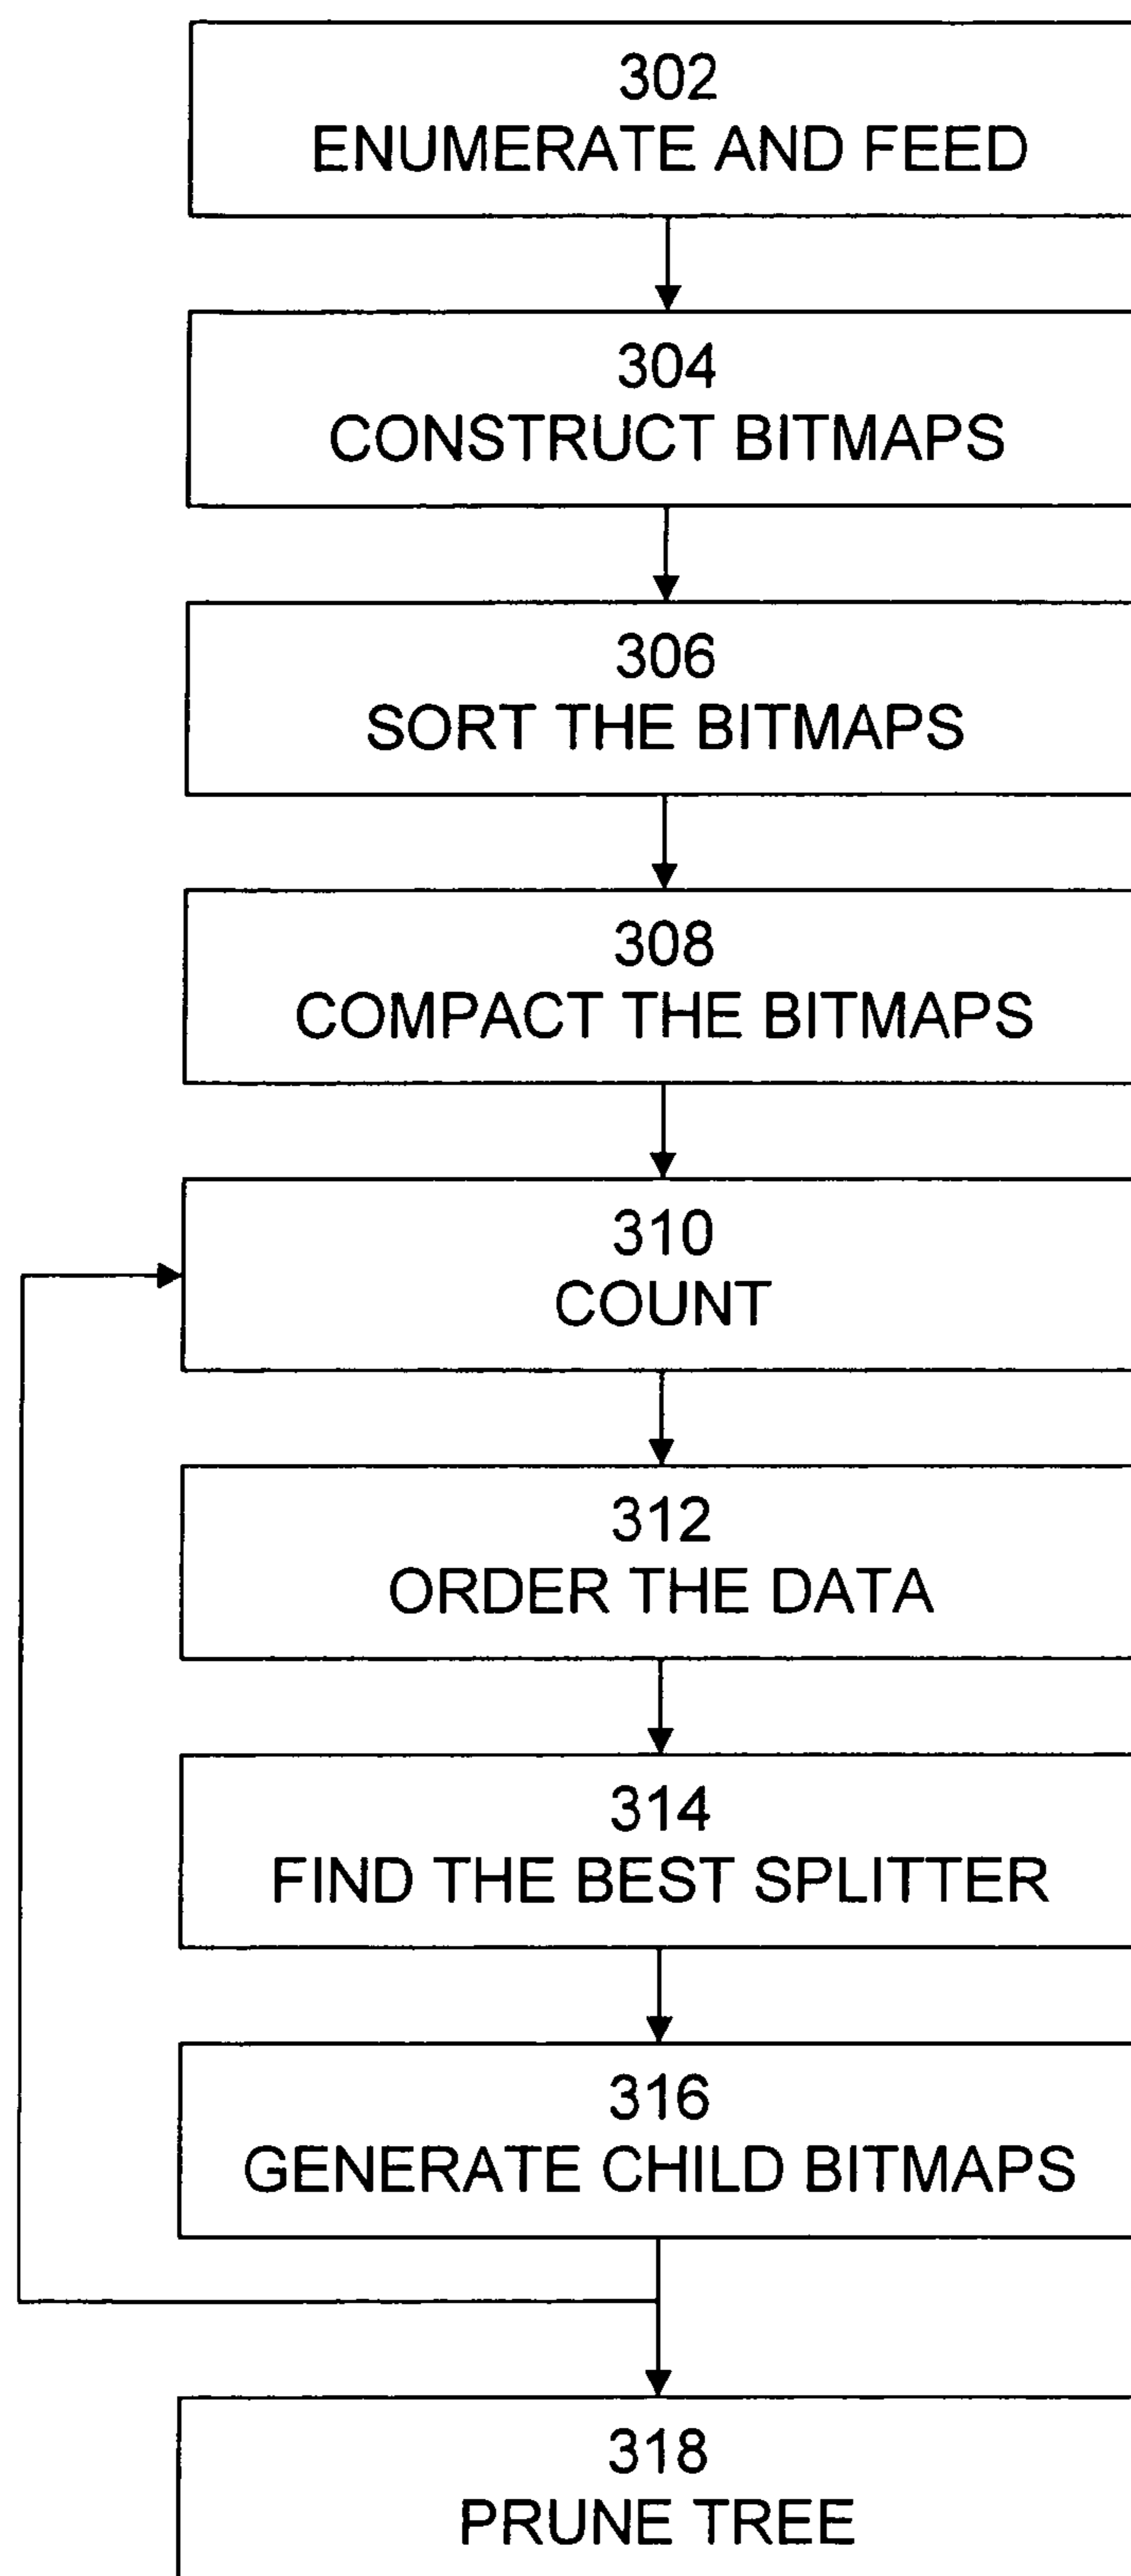 302
ENUMERATE AND FEED
304
CONSTRUCT BITMAPS
306
SORT THE BITMAPS
308
COMPACT THE BITMAPS
310
COUNT
312
ORDER THE DATA
314
FIND THE BEST SPLITTER
316
GENERATE CHILD BITMAPS
318
PRUNE TREE